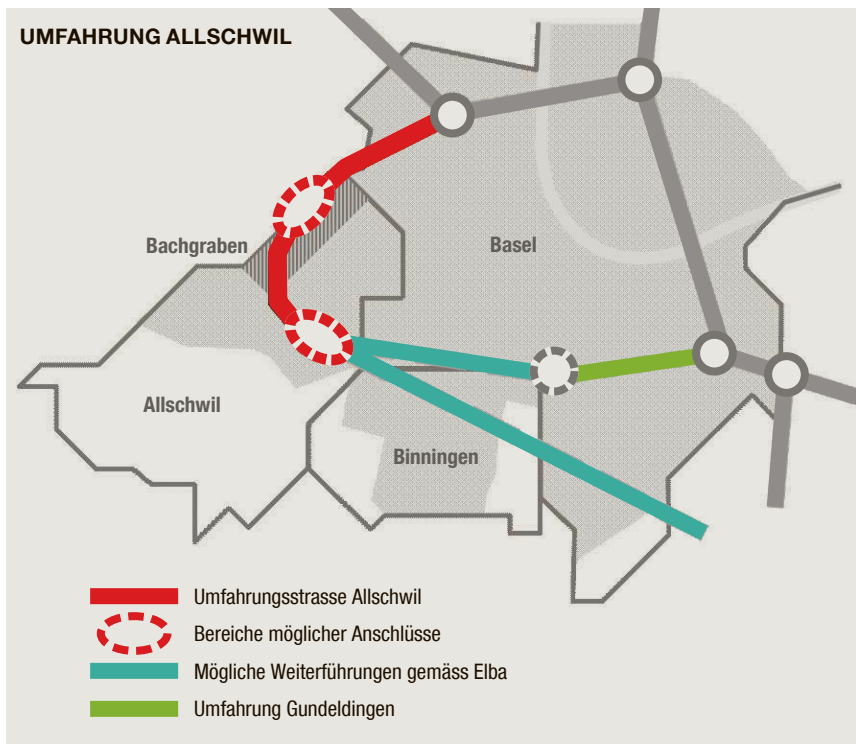 UMFAHRUNG ALLSCHWIL
Bachgraben
Basel
Allschwil
Binningen
Umfahrungsstrasse Allschwil
Bereiche möglicher Anschlüsse
Mögliche Weiterführungen gemäss Elba
Umfahrung Gundeldingen